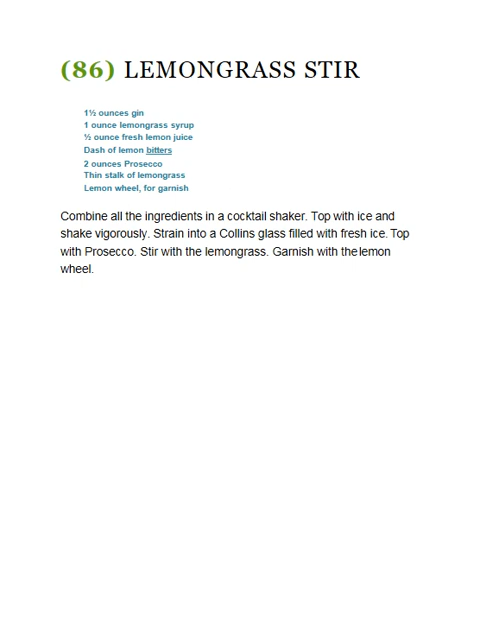 (86) LEMONGRASS STIR
1½ ounces gin
1 ounce lemongrass syrup
½ ounce fresh lemon juice
Dash of lemon bitters
2 ounces Prosecco
Thin stalk of lemongrass
Lemon wheel, for garnish
Combine all the ingredients in a cocktail shaker. Top with ice and
shake vigorously. Strain into a Collins glass filled with fresh ice. Top
with Prosecco. Stir with the lemongrass. Garnish with the lemon
wheel.